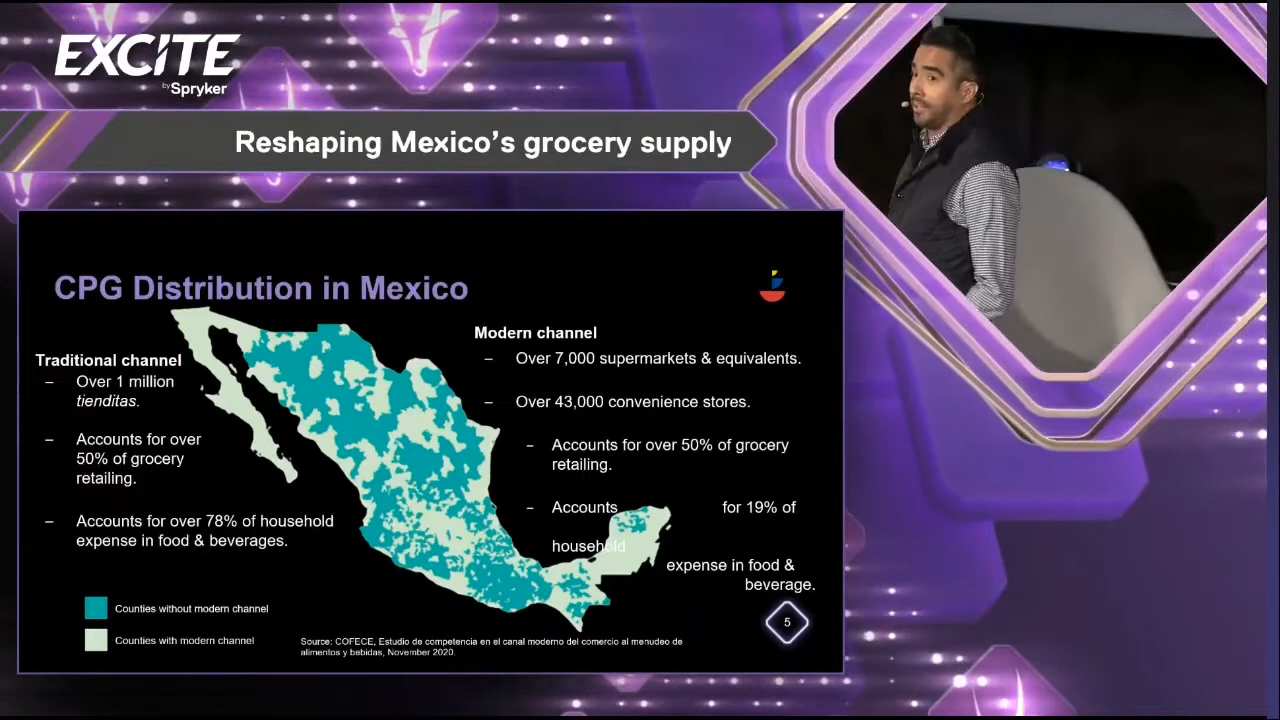 EXCITE
by Spryker
Reshaping Mexico's grocery supply
CPG Distribution in Mexico
Traditional channel
– Over 1 million
tienditas.
– Accounts for over
50% of grocery
retailing.
– Accounts for over 78% of household
expense in food & beverages.
Modern channel
– Over 7,000 supermarkets & equivalents.
– Over 43,000 convenience stores.
– Accounts for over 50% of grocery
retailing.
– Accounts for 19% of
household
expense in food &
beverage.
Counties without modern channel
Counties with modern channel
Source: COFECE, Estudio de competencia en el canal moderno del comercio al menudeo de
alimentos y bebidas, November 2020.
5